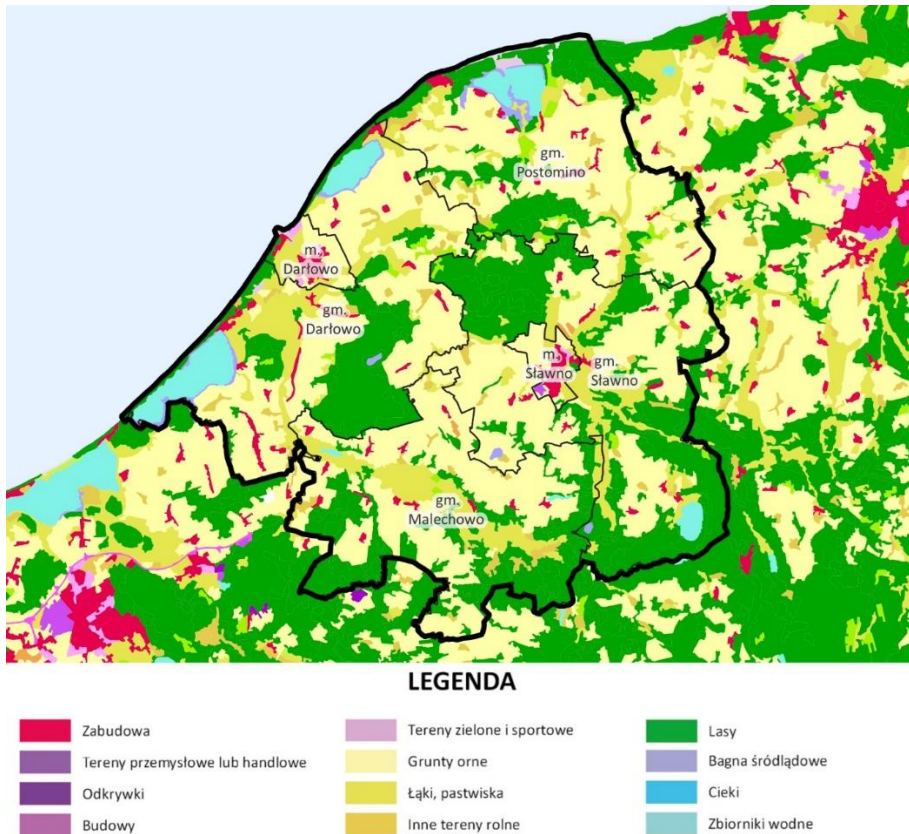 gm.
Postomino
m.
Darłowo
gm.
Darłowo
m.
Sławno
gm.
Sławno
gm.
Malechowo
LEGENDA
Zabudowa
Tereny przemysłowe lub handlowe
Odkrywki
Budowy
Tereny zielone i sportowe
Grunty orne
Łąki, pastwiska
Inne tereny rolne
Lasy
Bagna śródlądowe
Cieki
Zbiorniki wodne